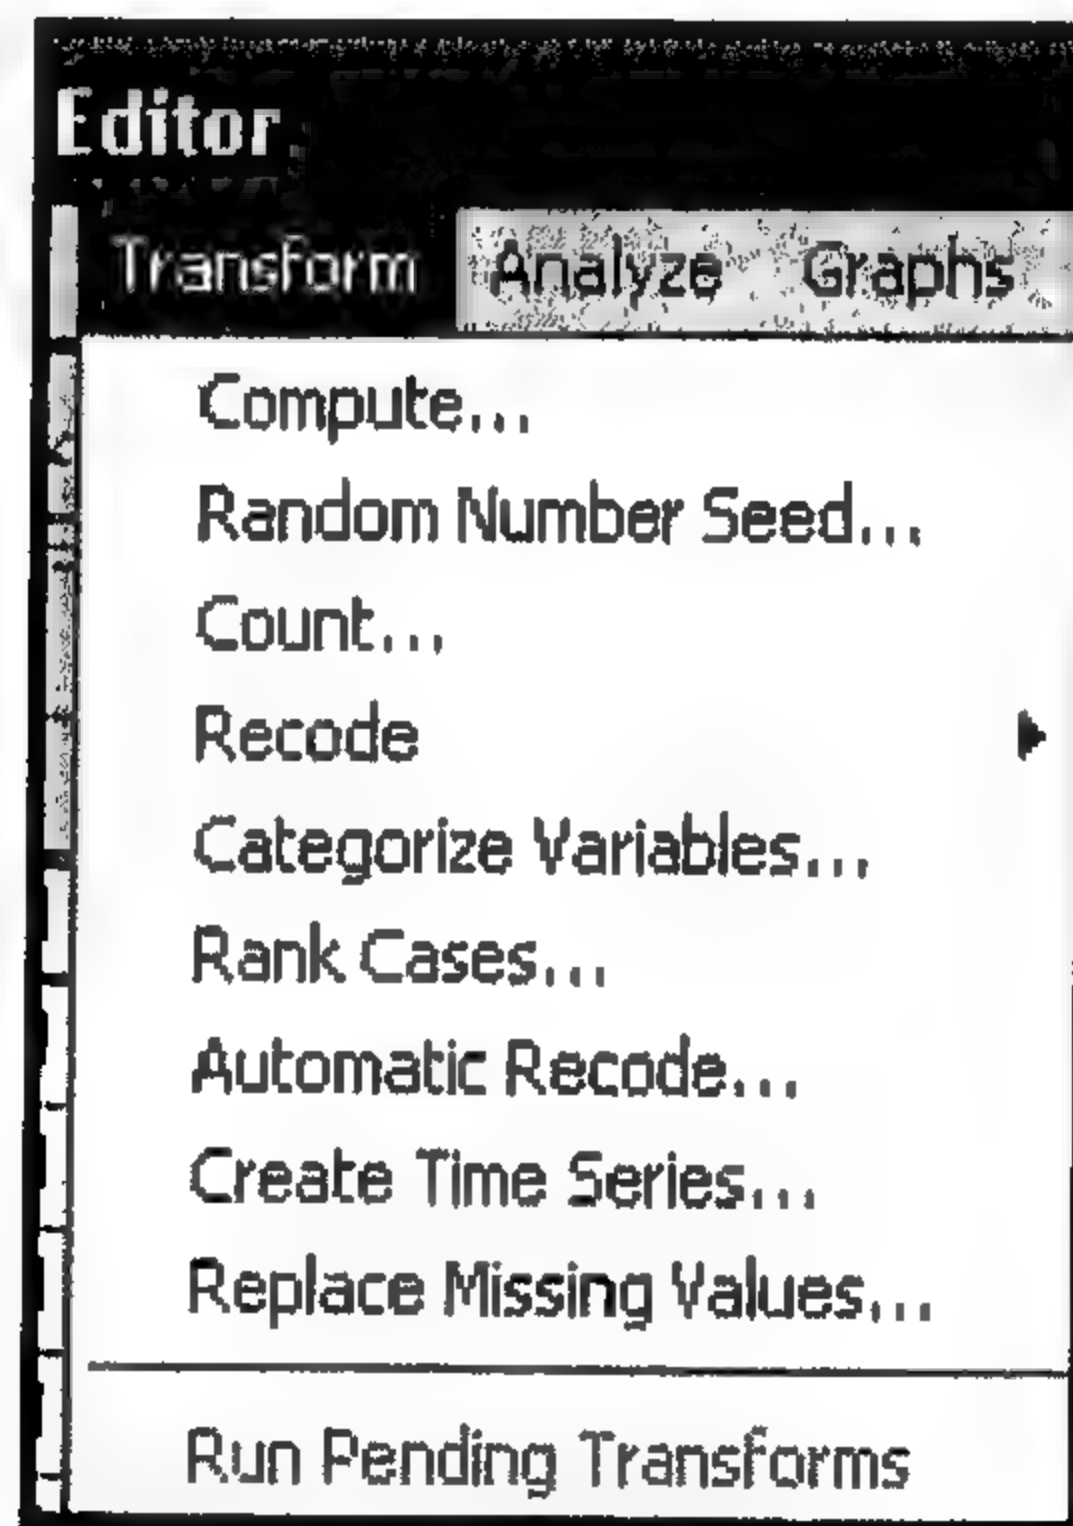 Editor
Transform Analyze Graphs
Compute...
Random Number Seed...
Count...
Recode
Categorize Variables...
Rank Cases...
Automatic Recode...
Create Time Series...
Replace Missing Values...
Run Pending Transforms